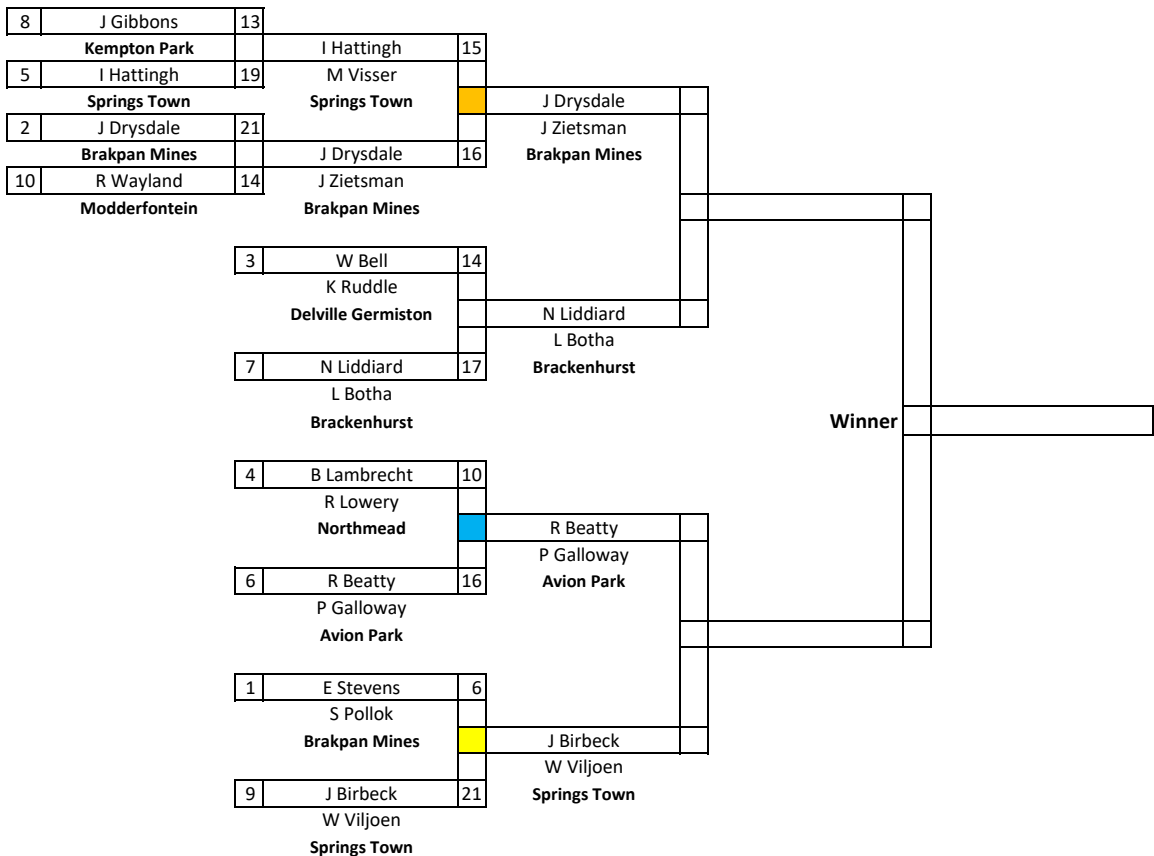 8 J Gibbons 13
Kempton Park I Hattingh 15
5 I Hattingh 19 M Visser
Springs Town Springs Town J Drysdale
2 J Drysdale 21 J Zietsman
Brakpan Mines J Drysdale 16 Brakpan Mines
10 R Wayland 14 J Zietsman
Modderfontein Brakpan Mines
3 W Bell 14
K Ruddle
Delville Germiston N Liddiard
L Botha
7 N Liddiard 17 Brackenhurst
L Botha
Brackenhurst Winner
4 B Lambrecht 10
R Lowery
Northmead R Beatty
P Galloway
6 R Beatty 16 Avion Park
P Galloway
Avion Park
1 E Stevens 6
S Pollok
Brakpan Mines J Birbeck
W Viljoen
9 J Birbeck 21 Springs Town
W Viljoen
Springs Town